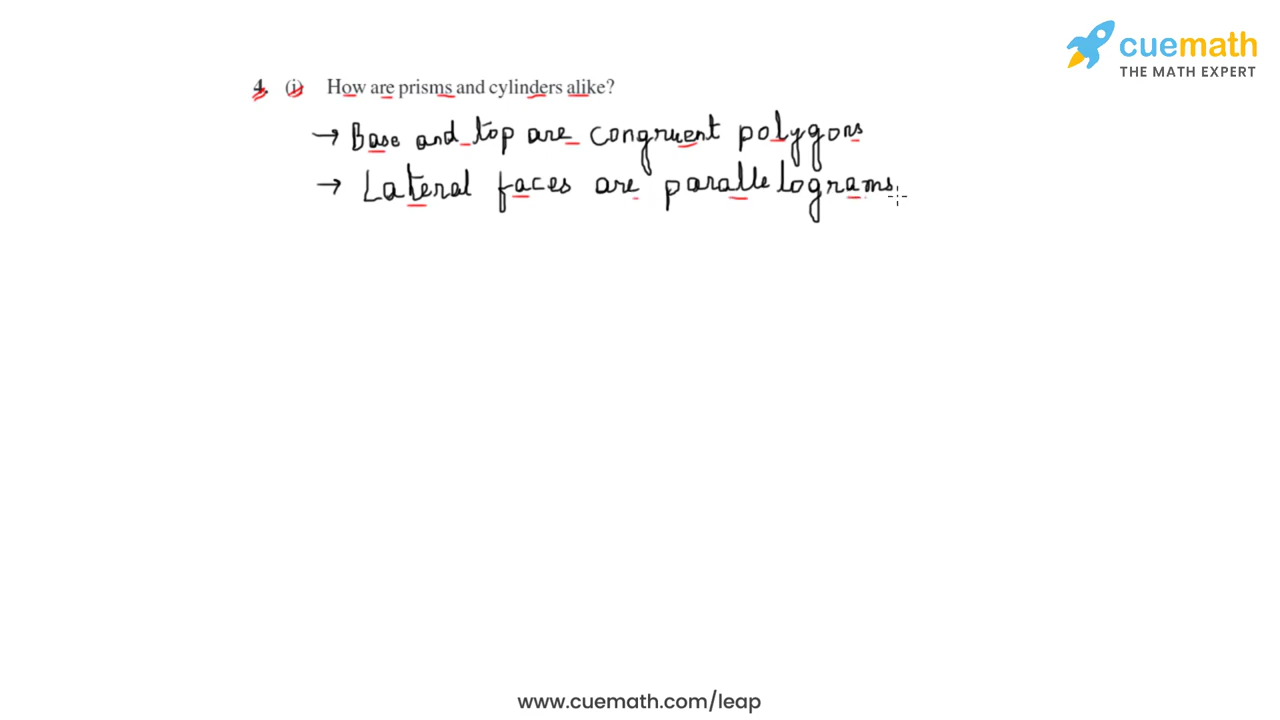 cuemath
THE MATH EXPERT
4. (i) How are prisms and cylinders alike?
→ Base and top are congruent polygons
→ Lateral faces are parallelograms.
www.cuemath.com/leap